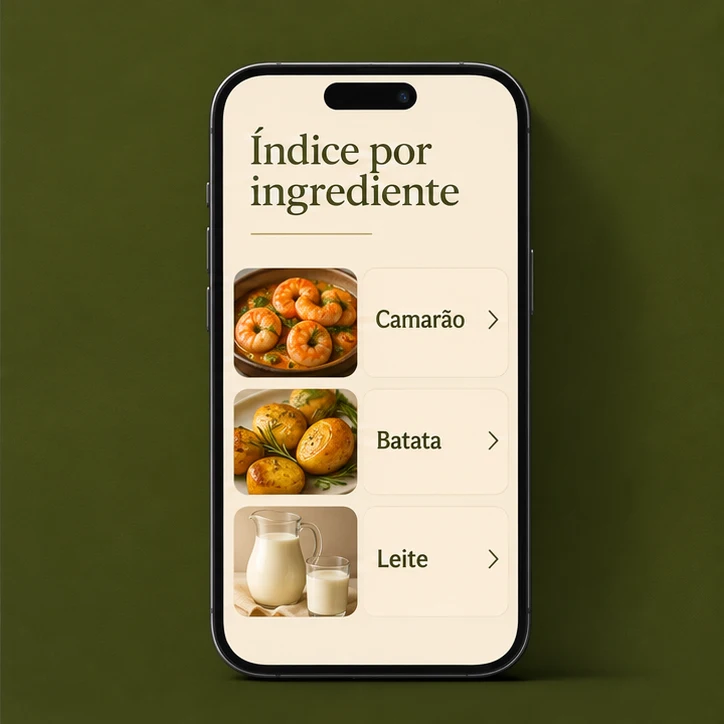 Índice por
ingrediente
Camarão
Batata
Leite